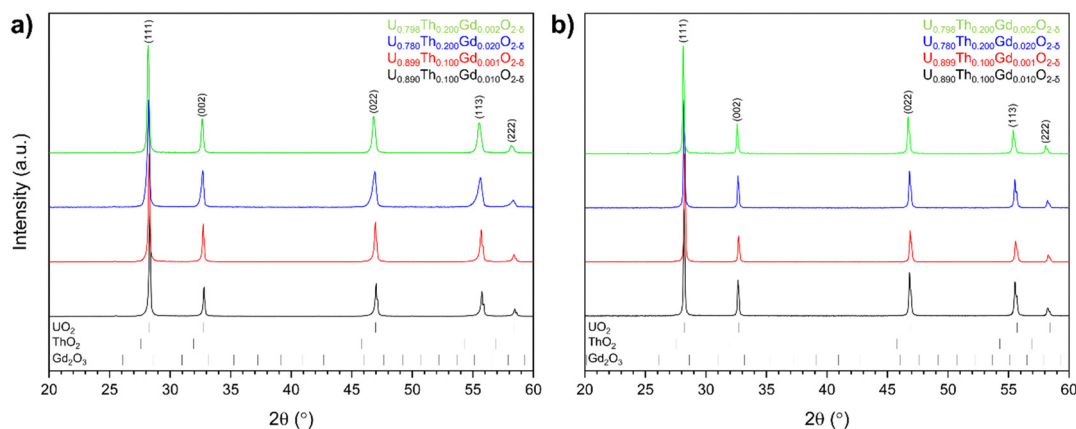 a)
U0.798Th0.200Gd0.002O2-δ
U0.780Th0.200Gd0.020O2-δ
U0.899Th0.100Gd0.001O2-δ
U0.890Th0.100Gd0.010O2-δ
(111)
(002)
(022)
(113)
(222)
Intensity (a.u.)
UO2
ThO2
Gd2O3
20 25 30 35 40 45 50 55 60
2θ (°)
b)
U0.798Th0.200Gd0.002O2-δ
U0.780Th0.200Gd0.020O2-δ
U0.899Th0.100Gd0.001O2-δ
U0.890Th0.100Gd0.010O2-δ
(111)
(002)
(022)
(113)
(222)
UO2
ThO2
Gd2O3
20 25 30 35 40 45 50 55 60
2θ (°)